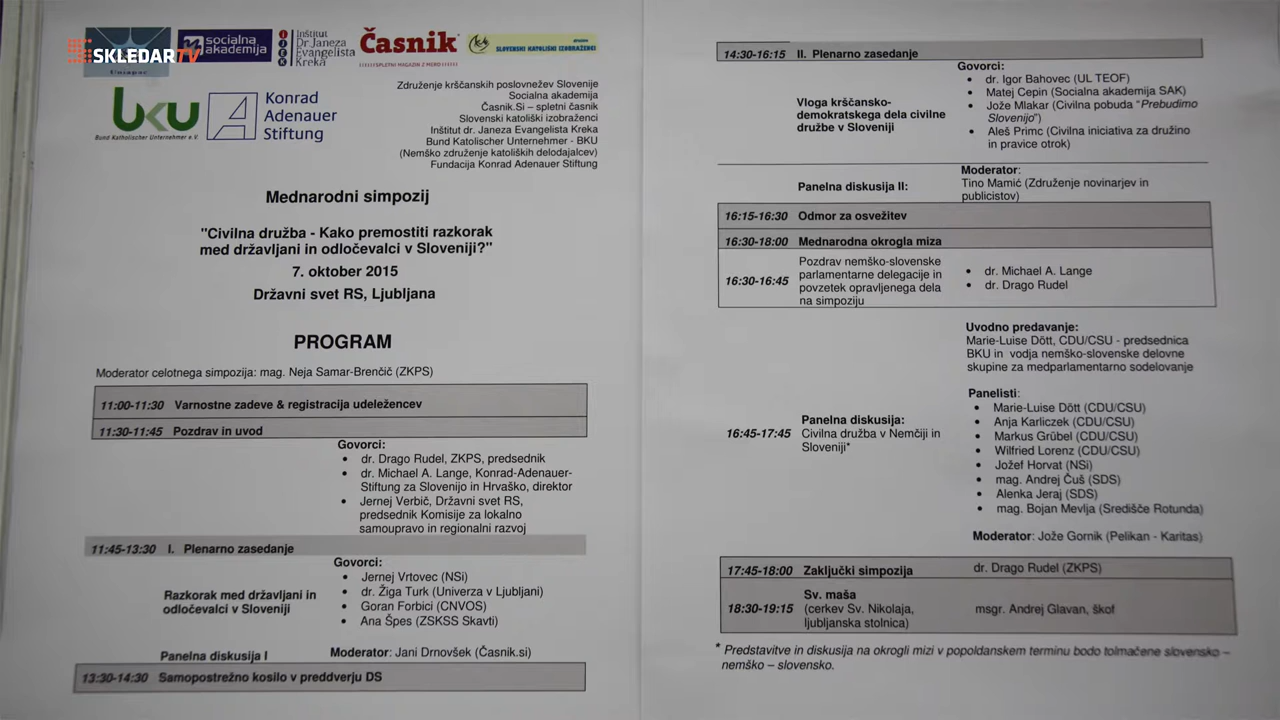 SKLEDARTV
Uniapac
socialna
akademija
Inštitut
Dr. Janeza
Evangelista
Kreka
Časnik
SPLETNI MAGAZIN Z MERO
društvo
SLOVENSKI KATOLIŠKI IZOBRAŽENCI
bku
Bund Katholischer Unternehmer e.V.
Konrad
Adenauer
Stiftung
Združenje krščanskih poslovnežev Slovenije
Socialna akademija
Časnik.Si – spletni časnik
Slovenski katoliški izobraženci
Inštitut dr. Janeza Evangelista Kreka
Bund Katolischer Unternehmer - BKU
(Nemško združenje katoliških delodajalcev)
Fundacija Konrad Adenauer Stiftung
Mednarodni simpozij
"Civilna družba - Kako premostiti razkorak
med državljani in odločevalci v Sloveniji?"
7. oktober 2015
Državni svet RS, Ljubljana
PROGRAM
Moderator celotnega simpozija: mag. Neja Samar-Brenčič (ZKPS)
11:00-11:30 Varnostne zadeve & registracija udeležencev
11:30-11:45 Pozdrav in uvod
Govorci:
• dr. Drago Rudel, ZKPS, predsednik
• dr. Michael A. Lange, Konrad-Adenauer-
Stiftung za Slovenijo in Hrvaško, direktor
• Jernej Verbič, Državni svet RS,
predsednik Komisije za lokalno
samoupravo in regionalni razvoj
11:45-13:30 I. Plenarno zasedanje
Razkorak med državljani in
odločevalci v Sloveniji
Govorci:
• Jernej Vrtovec (NSi)
• dr. Žiga Turk (Univerza v Ljubljani)
• Goran Forbici (CNVOS)
• Ana Špes (ZSKSS Skavti)
Panelna diskusija I Moderator: Jani Drnovšek (Časnik.si)
13:30-14:30 Samopostrežno kosilo v preddverju DS
14:30-16:15 II. Plenarno zasedanje
Vloga krščansko-
demokratskega dela civilne
družbe v Sloveniji
Govorci:
• dr. Igor Bahovec (UL TEOF)
• Matej Cepin (Socialna akademija SAK)
• Jože Mlakar (Civilna pobuda "Prebudimo
Slovenijo")
• Aleš Primc (Civilna iniciativa za družino
in pravice otrok)
Panelna diskusija II:
Moderator:
Tino Mamić (Združenje novinarjev in
publicistov)
16:15-16:30 Odmor za osvežitev
16:30-18:00 Mednarodna okrogla miza
16:30-16:45
Pozdrav nemško-slovenske
parlamentarne delegacije in
povzetek opravljenega dela
na simpoziju
• dr. Michael A. Lange
• dr. Drago Rudel
16:45-17:45
Panelna diskusija:
Civilna družba v Nemčiji in
Sloveniji*
Uvodno predavanje:
Marie-Luise Dött, CDU/CSU - predsednica
BKU in vodja nemško-slovenske delovne
skupine za medparlamentarno sodelovanje
Panelisti:
• Marie-Luise Dött (CDU/CSU)
• Anja Karliczek (CDU/CSU)
• Markus Grübel (CDU/CSU)
• Wilfried Lorenz (CDU/CSU)
• Jožef Horvat (NSi)
• mag. Andrej Čuš (SDS)
• Alenka Jeraj (SDS)
• mag. Bojan Mevlja (Središče Rotunda)
Moderator: Jože Gornik (Pelikan - Karitas)
17:45-18:00 Zaključki simpozija dr. Drago Rudel (ZKPS)
18:30-19:15
Sv. maša
(cerkev Sv. Nikolaja,
ljubljanska stolnica)
msgr. Andrej Glavan, škof
* Predstavitve in diskusija na okrogli mizi v popoldanskem terminu bodo tolmačene slovensko –
nemško – slovensko.